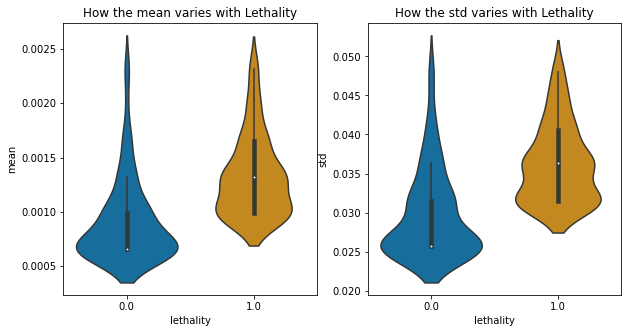 How the mean varies with Lethality
mean
0.0025
0.0020
0.0015
0.0010
0.0005
0.0
1.0
lethality
How the std varies with Lethality
std
0.050
0.045
0.040
0.035
0.030
0.025
0.020
0.0
1.0
lethality